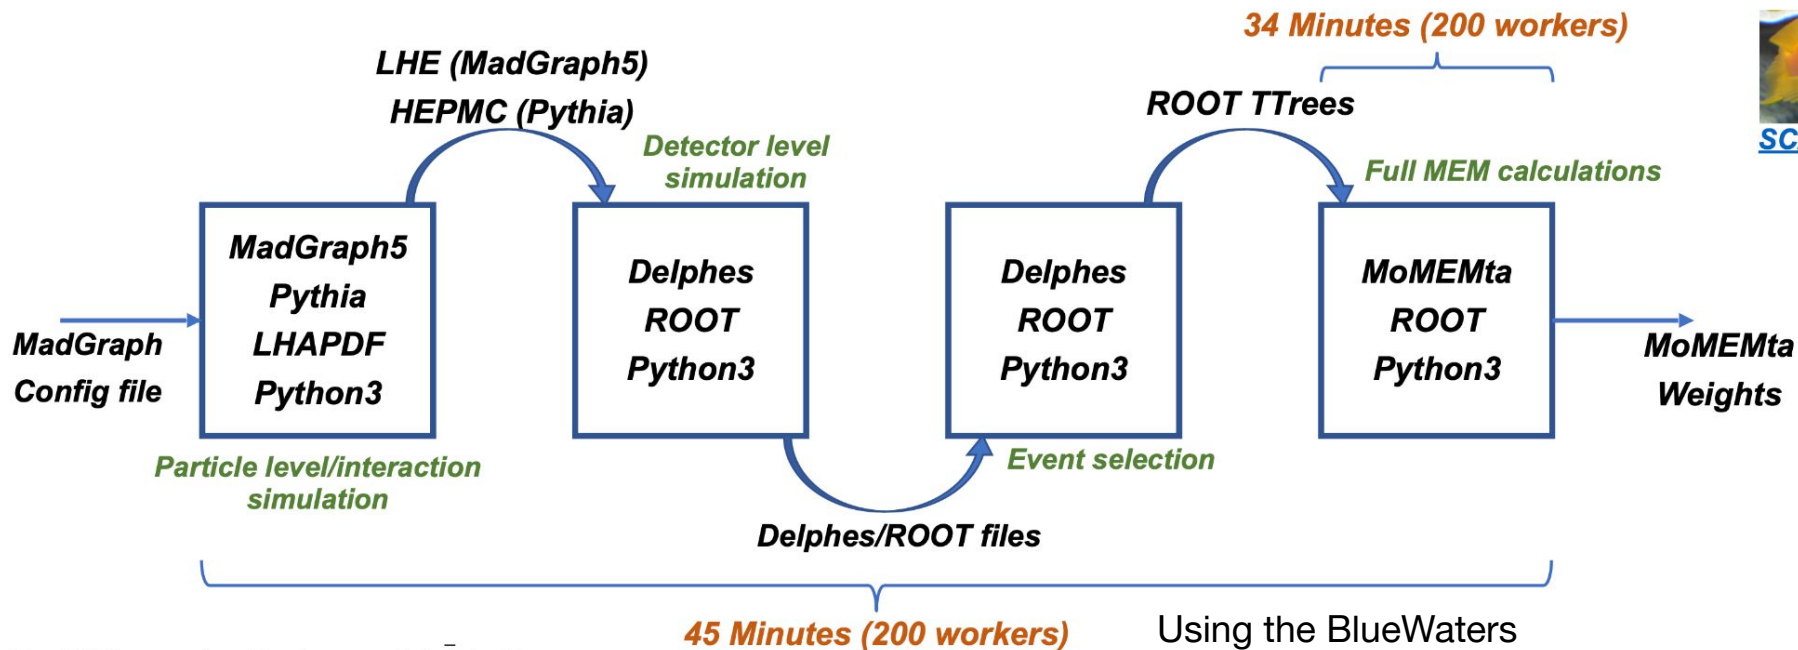 34 Minutes (200 workers)
LHE (MadGraph5)
HEPMC (Pythia)
ROOT TTrees
Detector level
simulation
Full MEM calculations
MadGraph5
Pythia
LHAPDF
Python3
Delphes
ROOT
Python3
Delphes
ROOT
Python3
MoMEMta
ROOT
Python3
MadGraph
Config file
MoMEMta
Weights
Particle level/interaction
simulation
Event selection
Delphes/ROOT files
45 Minutes (200 workers)
Using the BlueWaters